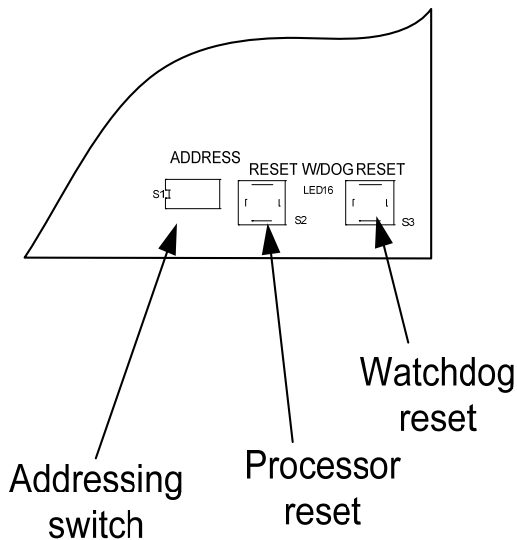 ADDRESS
RESET W/DOG RESET
S1
LED16
S2
S3
Watchdog
reset
Processor
reset
Addressing
switch